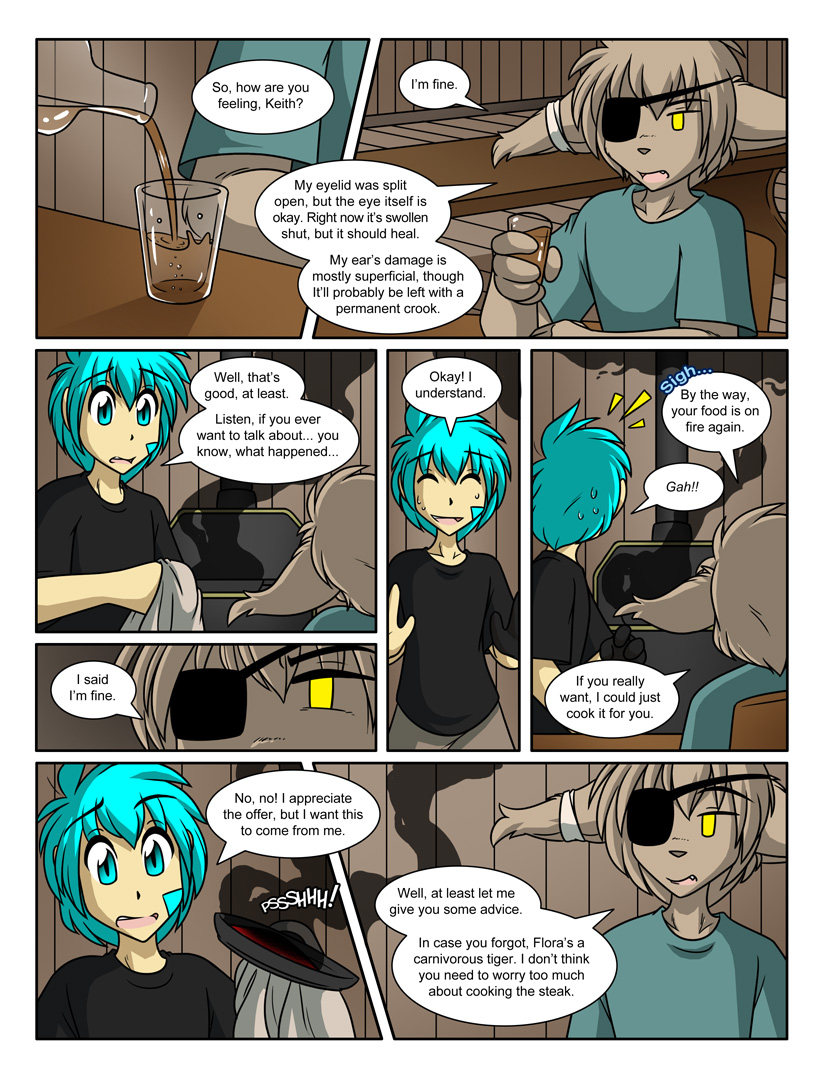 So, how are you
feeling, Keith?
I'm fine.
My eyelid was split
open, but the eye itself is
okay. Right now it's swollen
shut, but it should heal.
My ear's damage is
mostly superficial, though
It'll probably be left with a
permanent crook.
Well, that's
good, at least.
Listen, if you ever
want to talk about... you
know, what happened...
I said
I'm fine.
Okay! I
understand.
Sigh...
By the way,
your food is on
fire again.
Gah!!
If you really
want, I could just
cook it for you.
No, no! I appreciate
the offer, but I want this
to come from me.
PSSSHHH!
Well, at least let me
give you some advice.
In case you forgot, Flora's a
carnivorous tiger. I don't think
you need to worry too much
about cooking the steak.